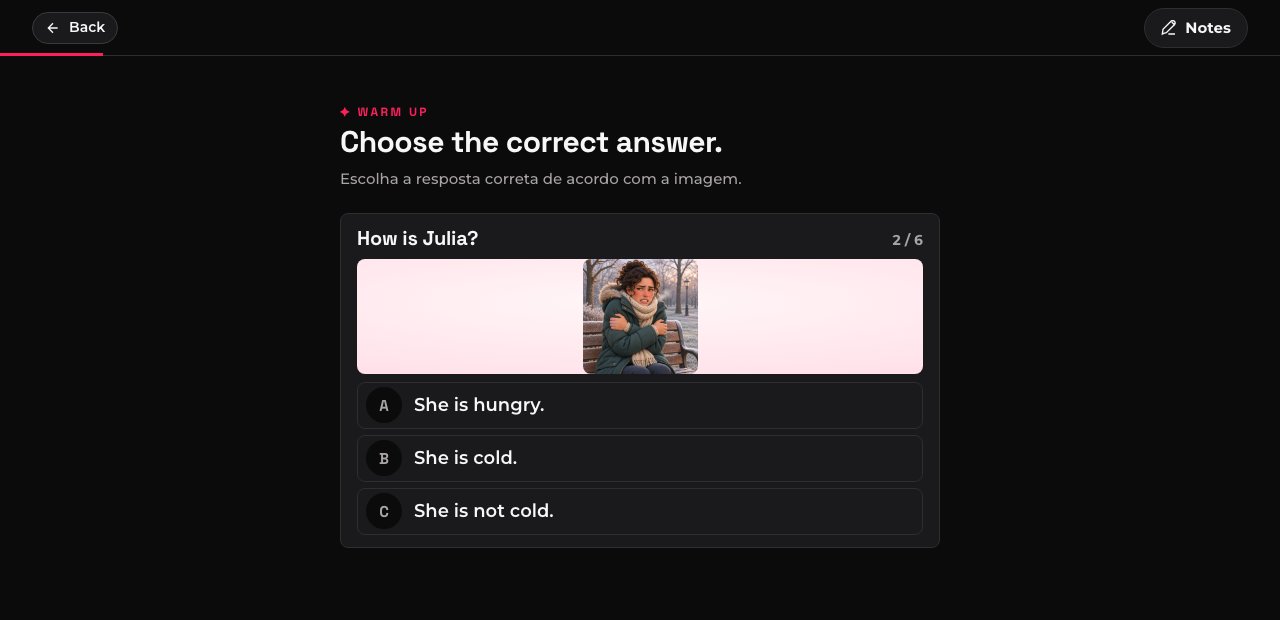 Back
Notes
WARM UP
Choose the correct answer.
Escolha a resposta correta de acordo com a imagem.
How is Julia?
2 / 6
A She is hungry.
B She is cold.
C She is not cold.